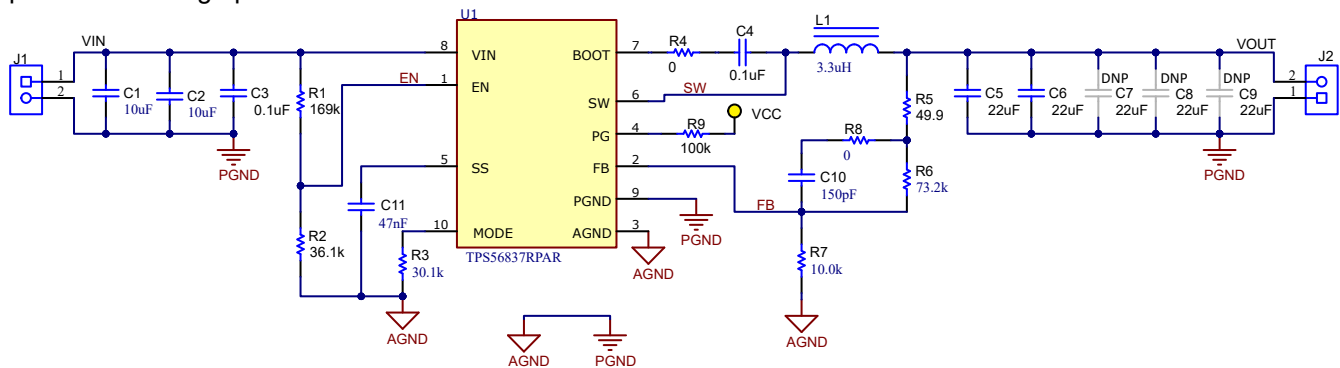 U1
VIN
J1
1
2
C1
10uF
C2
10uF
C3
0.1uF
PGND
R1
169k
EN
R2
36.1k
C11
47nF
R3
30.1k
AGND
8
VIN
1
EN
5
SS
10
MODE
BOOT
7
SW
6
PG
4
FB
2
PGND
9
AGND
3
TPS56837RPAR
R4
0
C4
0.1uF
SW
VCC
R9
100k
L1
3.3uH
R8
0
C10
150pF
FB
R5
49.9
R6
73.2k
R7
10.0k
AGND
PGND
AGND
AGND
PGND
C5
22uF
C6
22uF
DNP
C7
22uF
DNP
C8
22uF
DNP
C9
22uF
PGND
VOUT
J2
2
1